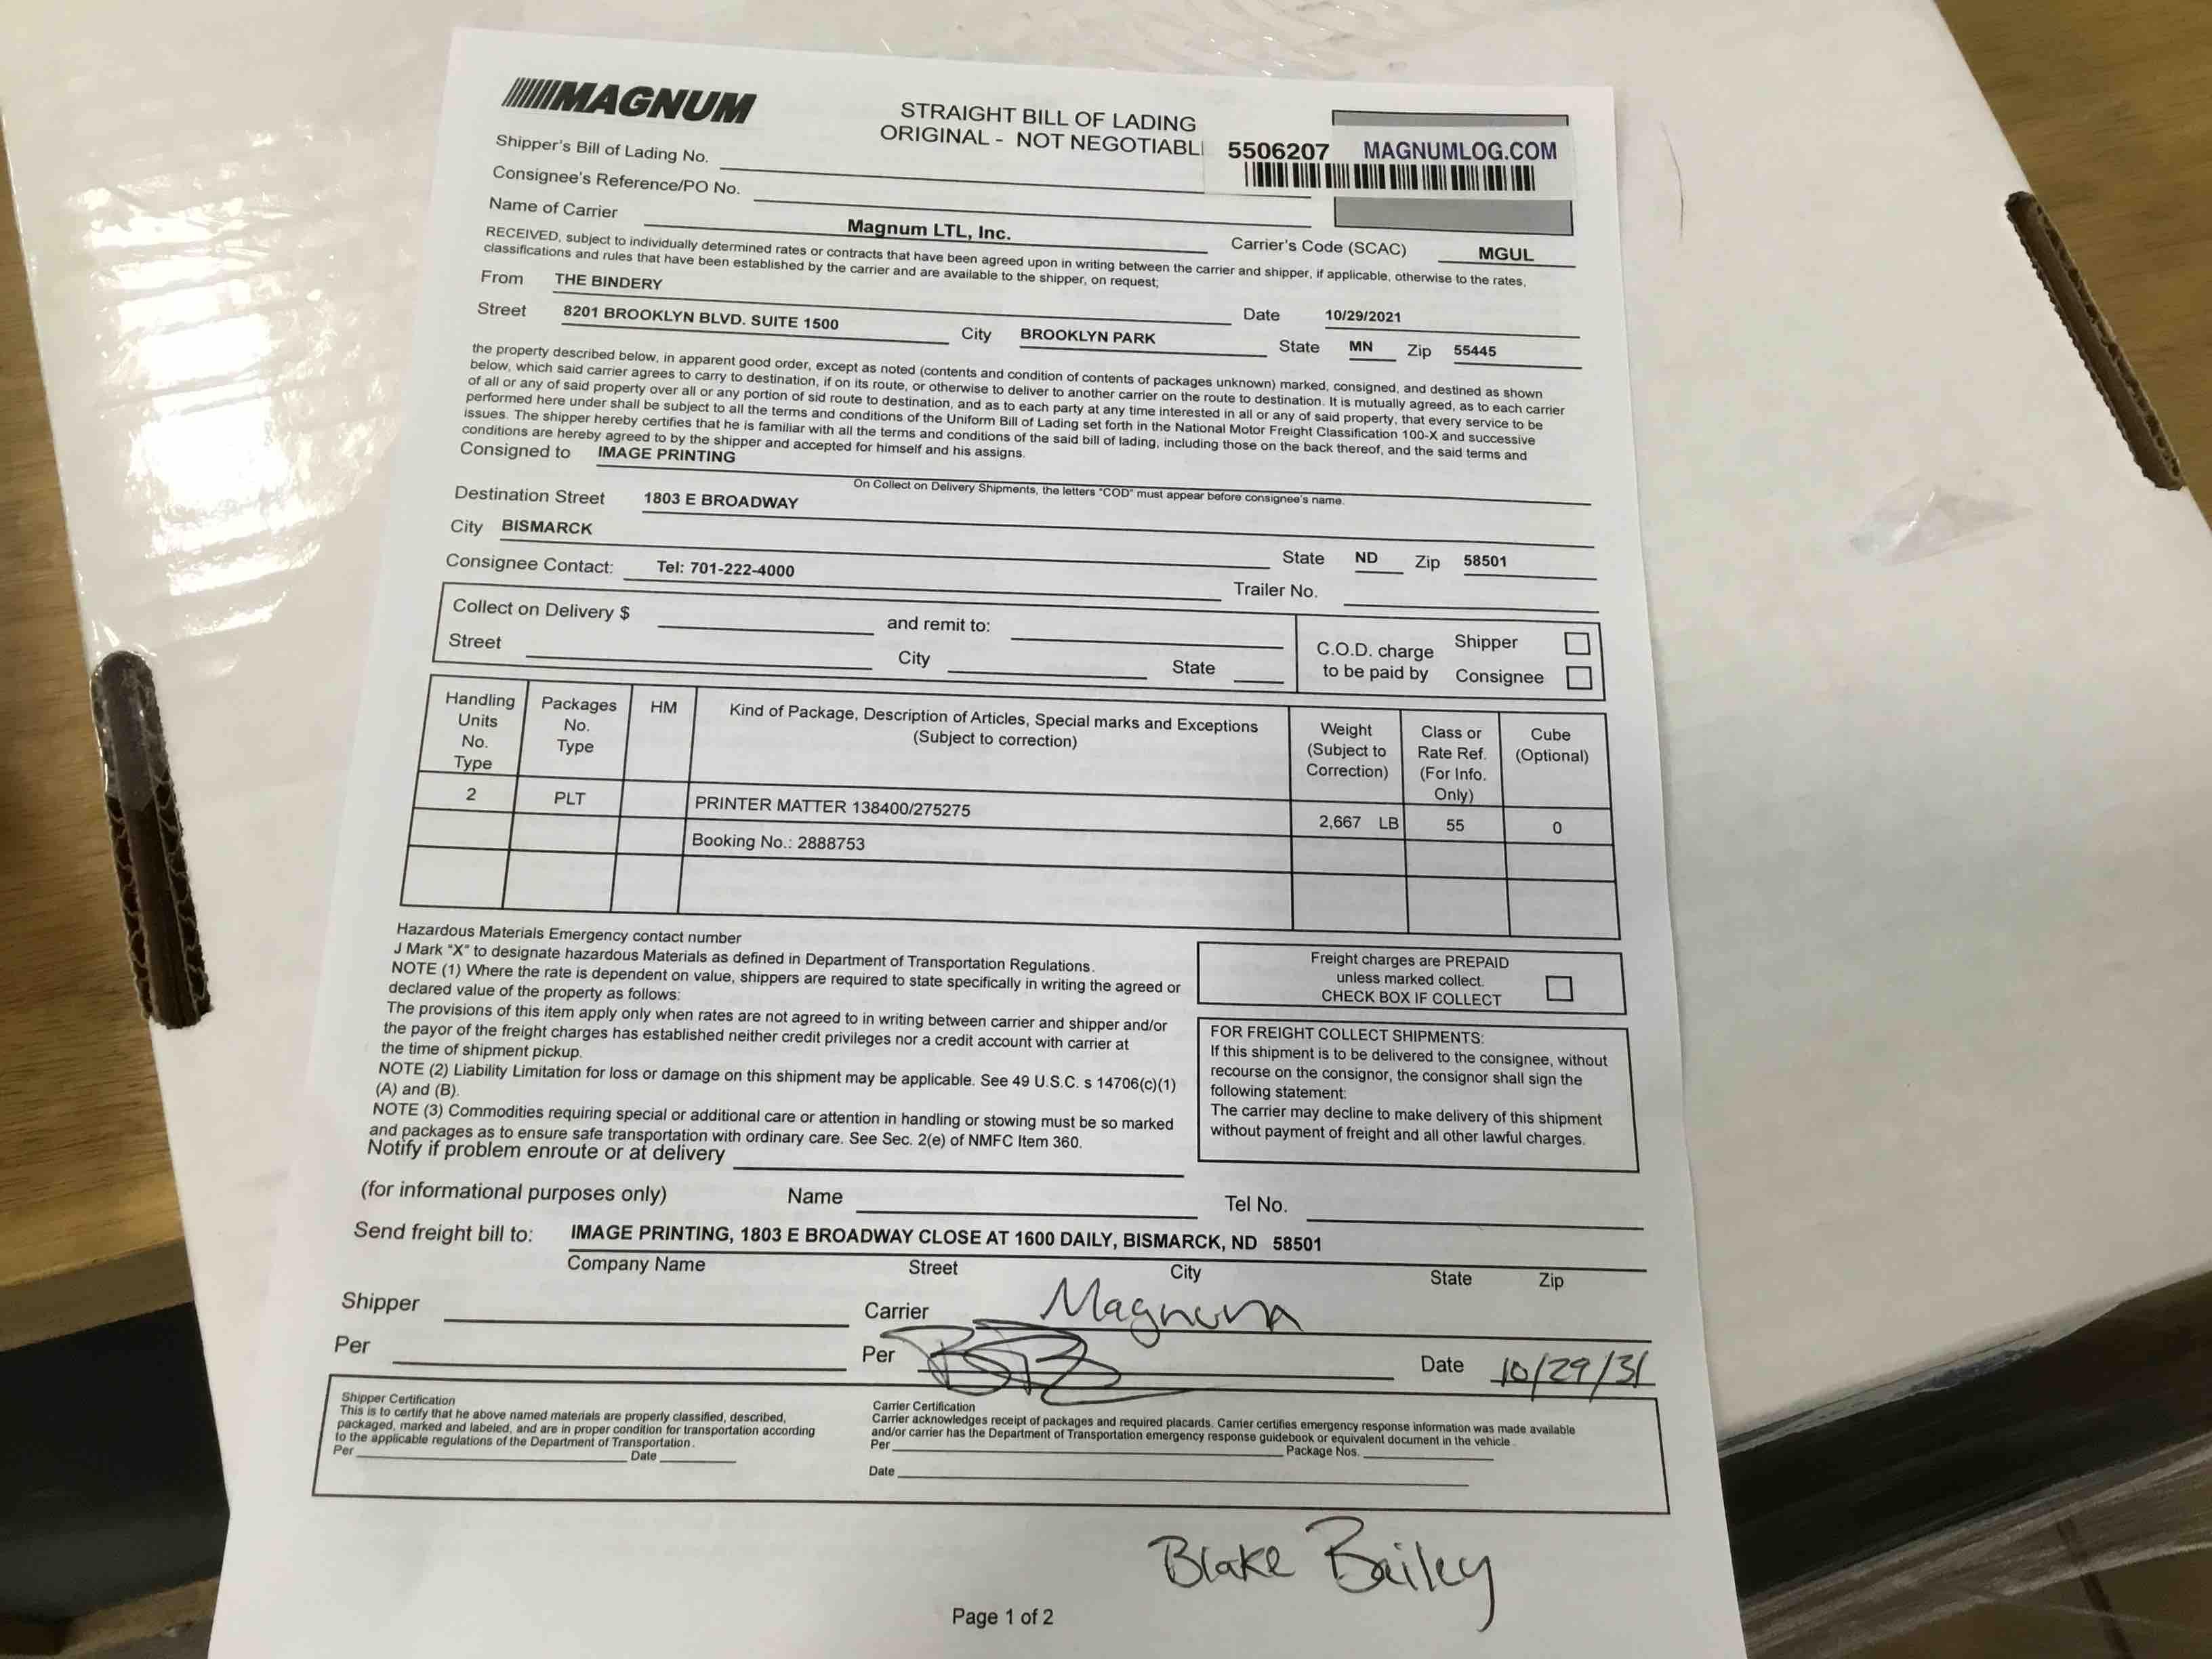 MAGNUM
STRAIGHT BILL OF LADING
ORIGINAL - NOT NEGOTIABL
5506207 MAGNUMLOG.COM
Shipper's Bill of Lading No.
Consignee's Reference/PO No.
Name of Carrier Magnum LTL, Inc. Carrier's Code (SCAC) MGUL
RECEIVED, subject to individually determined rates or contracts that have been agreed upon in writing between the carrier and shipper, if applicable, otherwise to the rates,
classifications and rules that have been established by the carrier and are available to the shipper, on request;
From THE BINDERY Date 10/29/2021
Street 8201 BROOKLYN BLVD. SUITE 1500 City BROOKLYN PARK State MN Zip 55445
the property described below, in apparent good order, except as noted (contents and condition of contents of packages unknown) marked, consigned, and destined as shown
below, which said carrier agrees to carry to destination, if on its route, or otherwise to deliver to another carrier on the route to destination. It is mutually agreed, as to each carrier
of all or any of said property over all or any portion of sid route to destination, and as to each party at any time interested in all or any of said property, that every service to be
performed here under shall be subject to all the terms and conditions of the Uniform Bill of Lading set forth in the National Motor Freight Classification 100-X and successive
issues. The shipper hereby certifies that he is familiar with all the terms and conditions of the said bill of lading, including those on the back thereof, and the said terms and
conditions are hereby agreed to by the shipper and accepted for himself and his assigns.
Consigned to IMAGE PRINTING
On Collect on Delivery Shipments, the letters "COD" must appear before consignee's name.
Destination Street 1803 E BROADWAY
City BISMARCK State ND Zip 58501
Consignee Contact: Tel: 701-222-4000 Trailer No.
Collect on Delivery $ and remit to:
Street City State
C.O.D. charge Shipper
to be paid by Consignee
Handling Units No. Type
Packages No. Type
HM
Kind of Package, Description of Articles, Special marks and Exceptions
(Subject to correction)
Weight (Subject to Correction)
Class or Rate Ref. (For Info. Only)
Cube (Optional)
2 PLT PRINTER MATTER 138400/275275 2,667 LB 55 0
Booking No.: 2888753
Hazardous Materials Emergency contact number
J Mark "X" to designate hazardous Materials as defined in Department of Transportation Regulations.
NOTE (1) Where the rate is dependent on value, shippers are required to state specifically in writing the agreed or
declared value of the property as follows:
The provisions of this item apply only when rates are not agreed to in writing between carrier and shipper and/or
the payor of the freight charges has established neither credit privileges nor a credit account with carrier at
the time of shipment pickup.
NOTE (2) Liability Limitation for loss or damage on this shipment may be applicable. See 49 U.S.C. s 14706(c)(1)
(A) and (B).
NOTE (3) Commodities requiring special or additional care or attention in handling or stowing must be so marked
and packages as to ensure safe transportation with ordinary care. See Sec. 2(e) of NMFC Item 360.
Freight charges are PREPAID
unless marked collect.
CHECK BOX IF COLLECT
FOR FREIGHT COLLECT SHIPMENTS:
If this shipment is to be delivered to the consignee, without
recourse on the consignor, the consignor shall sign the
following statement:
The carrier may decline to make delivery of this shipment
without payment of freight and all other lawful charges.
Notify if problem enroute or at delivery
(for informational purposes only) Name Tel No.
Send freight bill to: IMAGE PRINTING, 1803 E BROADWAY CLOSE AT 1600 DAILY, BISMARCK, ND 58501
Company Name Street City State Zip
Shipper Carrier Magnum
Per Per Date 10/29/31
Shipper Certification
This is to certify that he above named materials are properly classified, described,
packaged, marked and labeled, and are in proper condition for transportation according
to the applicable regulations of the Department of Transportation.
Per Date
Carrier Certification
Carrier acknowledges receipt of packages and required placards. Carrier certifies emergency response information was made available
and/or carrier has the Department of Transportation emergency response guidebook or equivalent document in the vehicle.
Per Package Nos.
Date
Blake Bailey
Page 1 of 2